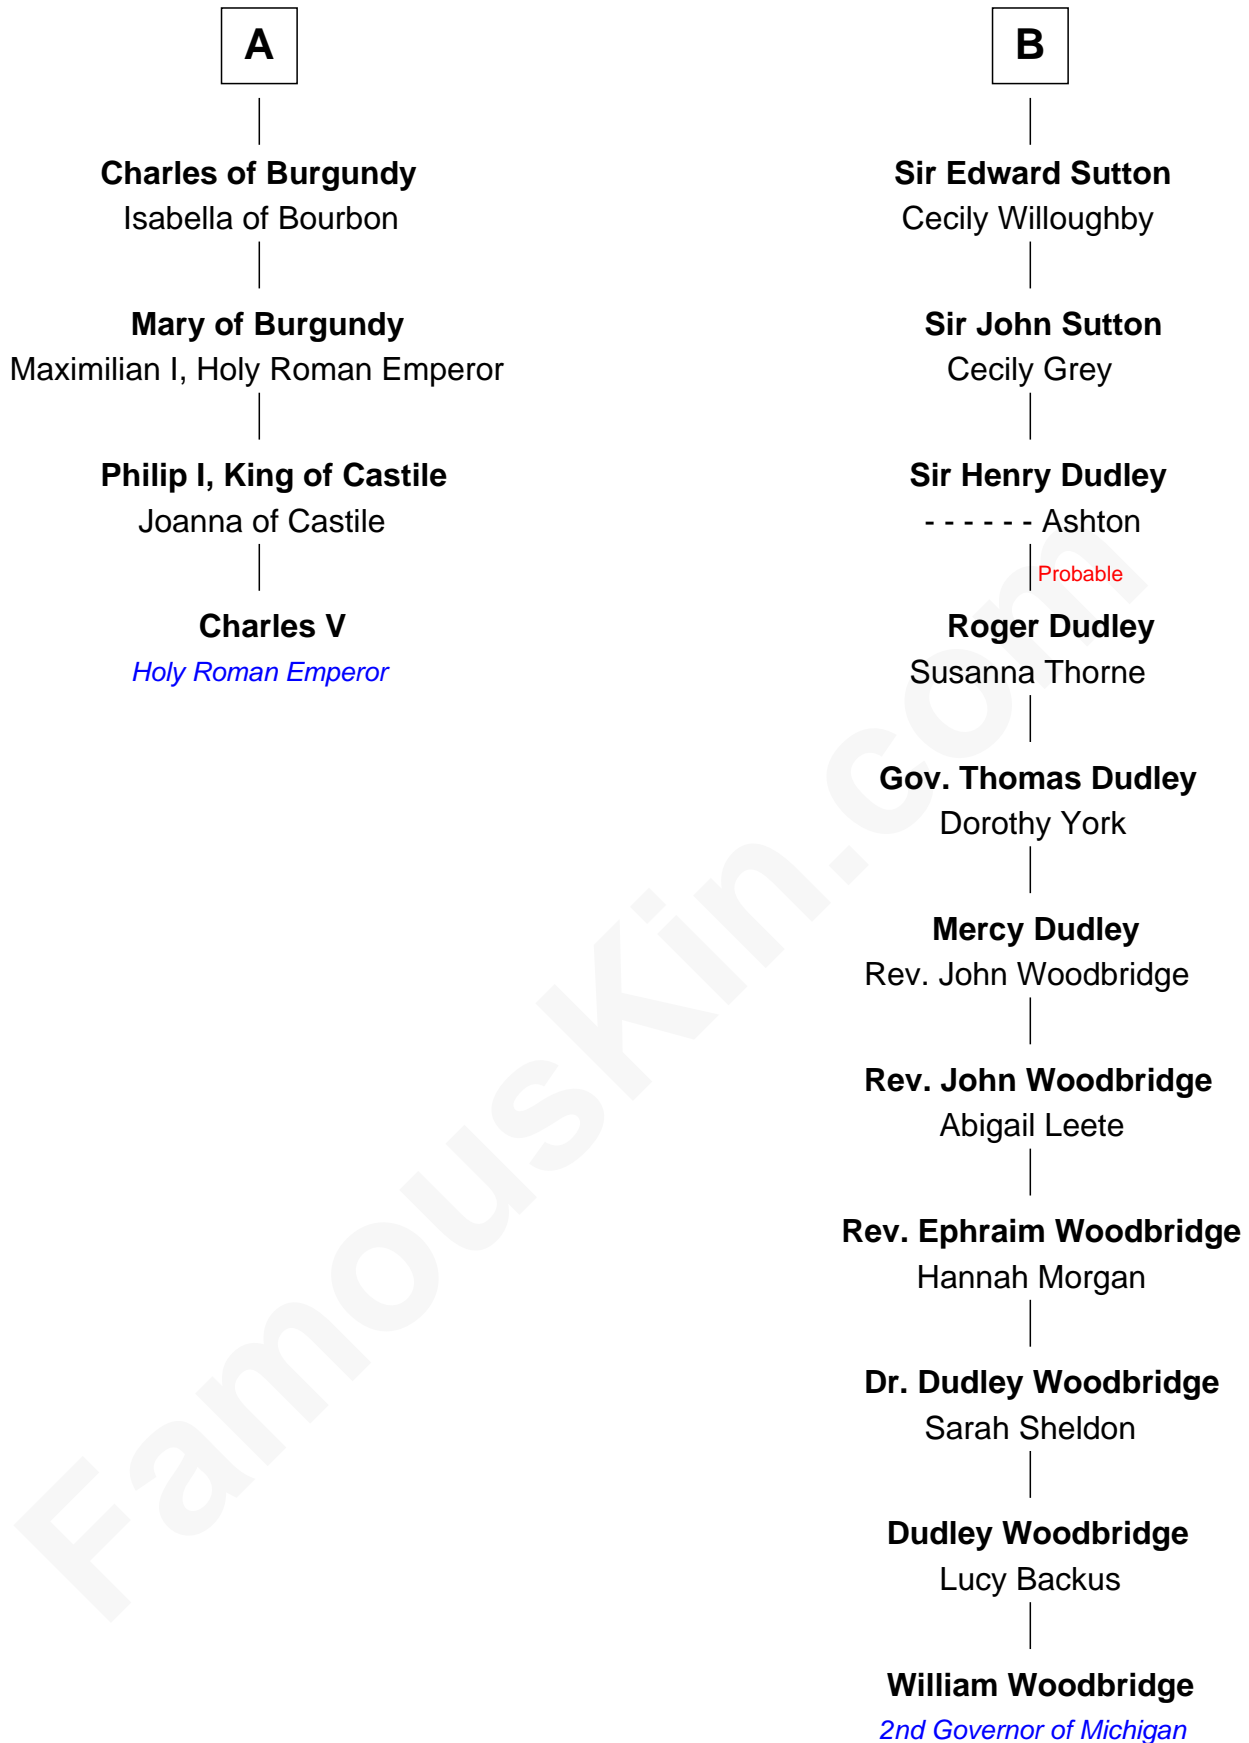 A
Charles of Burgundy
Isabella of Bourbon
Mary of Burgundy
Maximilian I, Holy Roman Emperor
Philip I, King of Castile
Joanna of Castile
Charles V
Holy Roman Emperor
B
Sir Edward Sutton
Cecily Willoughby
Sir John Sutton
Cecily Grey
Sir Henry Dudley
- - - - - - Ashton
Probable
Roger Dudley
Susanna Thorne
Gov. Thomas Dudley
Dorothy York
Mercy Dudley
Rev. John Woodbridge
Rev. John Woodbridge
Abigail Leete
Rev. Ephraim Woodbridge
Hannah Morgan
Dr. Dudley Woodbridge
Sarah Sheldon
Dudley Woodbridge
Lucy Backus
William Woodbridge
2nd Governor of Michigan
FamousKin.com